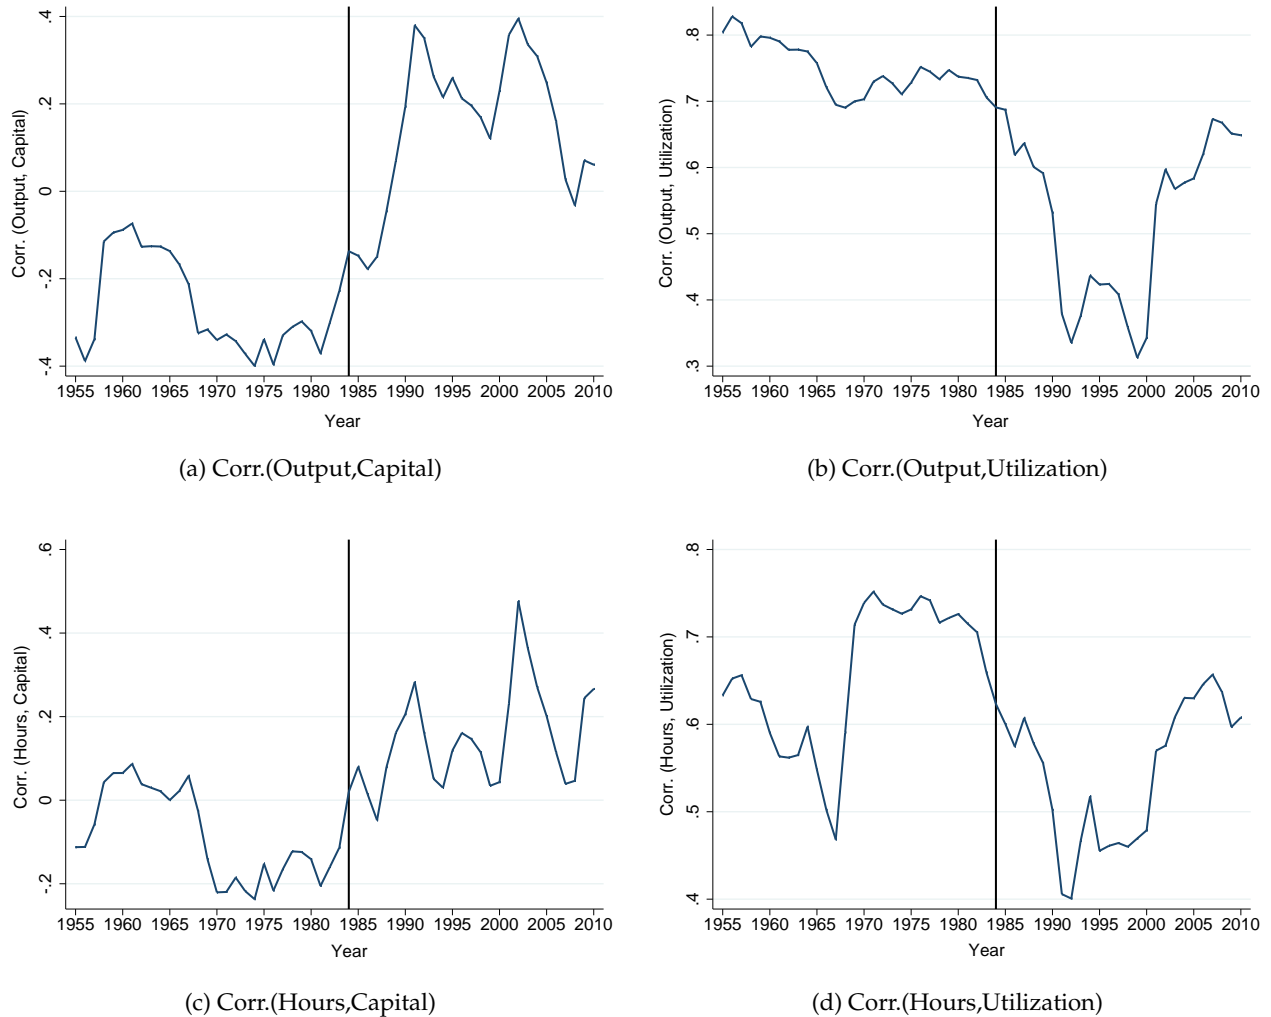 .4
.2
0
-.2
-.4
Corr. (Output, Capital)
1955 1960 1965 1970 1975 1980 1985 1990 1995 2000 2005 2010
Year
(a) Corr.(Output,Capital)
.8
.7
.6
.5
.4
.3
Corr. (Output, Utilization)
1955 1960 1965 1970 1975 1980 1985 1990 1995 2000 2005 2010
Year
(b) Corr.(Output,Utilization)
.6
.4
.2
0
-.2
Corr. (Hours, Capital)
1955 1960 1965 1970 1975 1980 1985 1990 1995 2000 2005 2010
Year
(c) Corr.(Hours,Capital)
.8
.7
.6
.5
.4
Corr. (Hours, Utilization)
1955 1960 1965 1970 1975 1980 1985 1990 1995 2000 2005 2010
Year
(d) Corr.(Hours,Utilization)